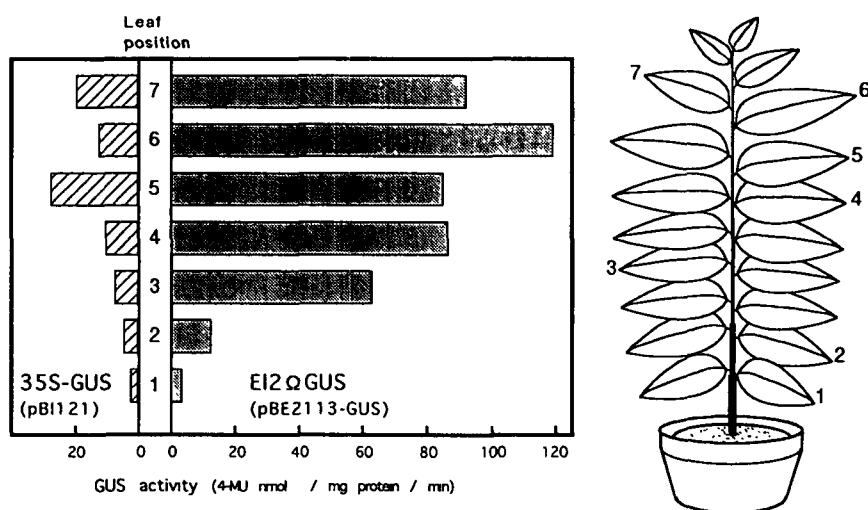 Leaf
position
7
6
5
4
3
2
1
35S-GUS
(pBI121)
EI2ΩGUS
(pBE2113-GUS)
20 0 0 20 40 60 80 100 120
GUS activity (4-MU nmol / mg protein / min)
7
6
5
4
3
2
1